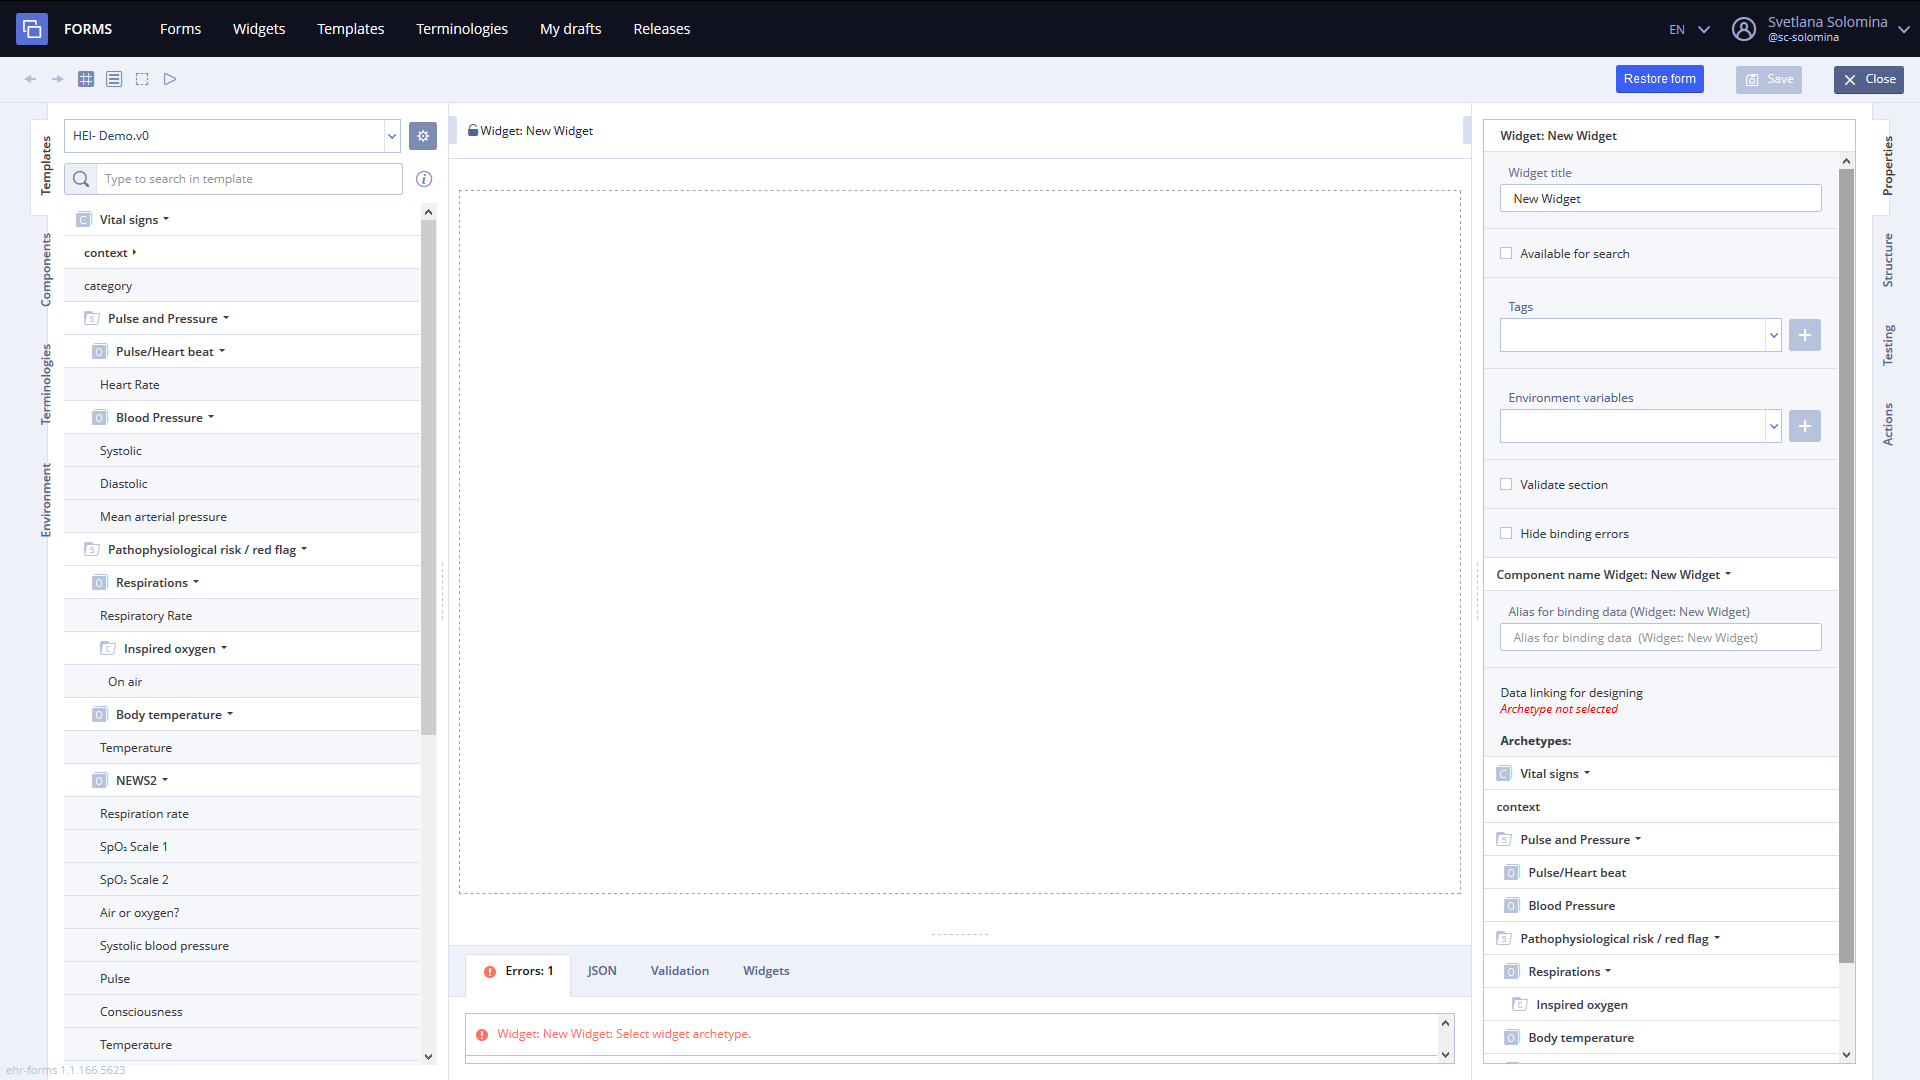 FORMS
Forms
Widgets
Templates
Terminologies
My drafts
Releases
EN
Svetlana Solomina
@sc-solomina
Restore form
Save
Close
Templates
Components
Terminologies
Environment
HEI- Demo.v0
Type to search in template
C Vital signs
context
category
S Pulse and Pressure
O Pulse/Heart beat
Heart Rate
O Blood Pressure
Systolic
Diastolic
Mean arterial pressure
S Pathophysiological risk / red flag
O Respirations
Respiratory Rate
C Inspired oxygen
On air
O Body temperature
Temperature
O NEWS2
Respiration rate
SpO₂ Scale 1
SpO₂ Scale 2
Air or oxygen?
Systolic blood pressure
Pulse
Consciousness
Temperature
ehr-forms 1.1.166.5623
Widget: New Widget
Errors: 1
JSON
Validation
Widgets
Widget: New Widget: Select widget archetype.
Widget: New Widget
Widget title
New Widget
Available for search
Tags
Environment variables
Validate section
Hide binding errors
Component name Widget: New Widget
Alias for binding data (Widget: New Widget)
Alias for binding data (Widget: New Widget)
Data linking for designing
Archetype not selected
Archetypes:
C Vital signs
context
S Pulse and Pressure
O Pulse/Heart beat
O Blood Pressure
S Pathophysiological risk / red flag
O Respirations
C Inspired oxygen
O Body temperature
Properties
Structure
Testing
Actions